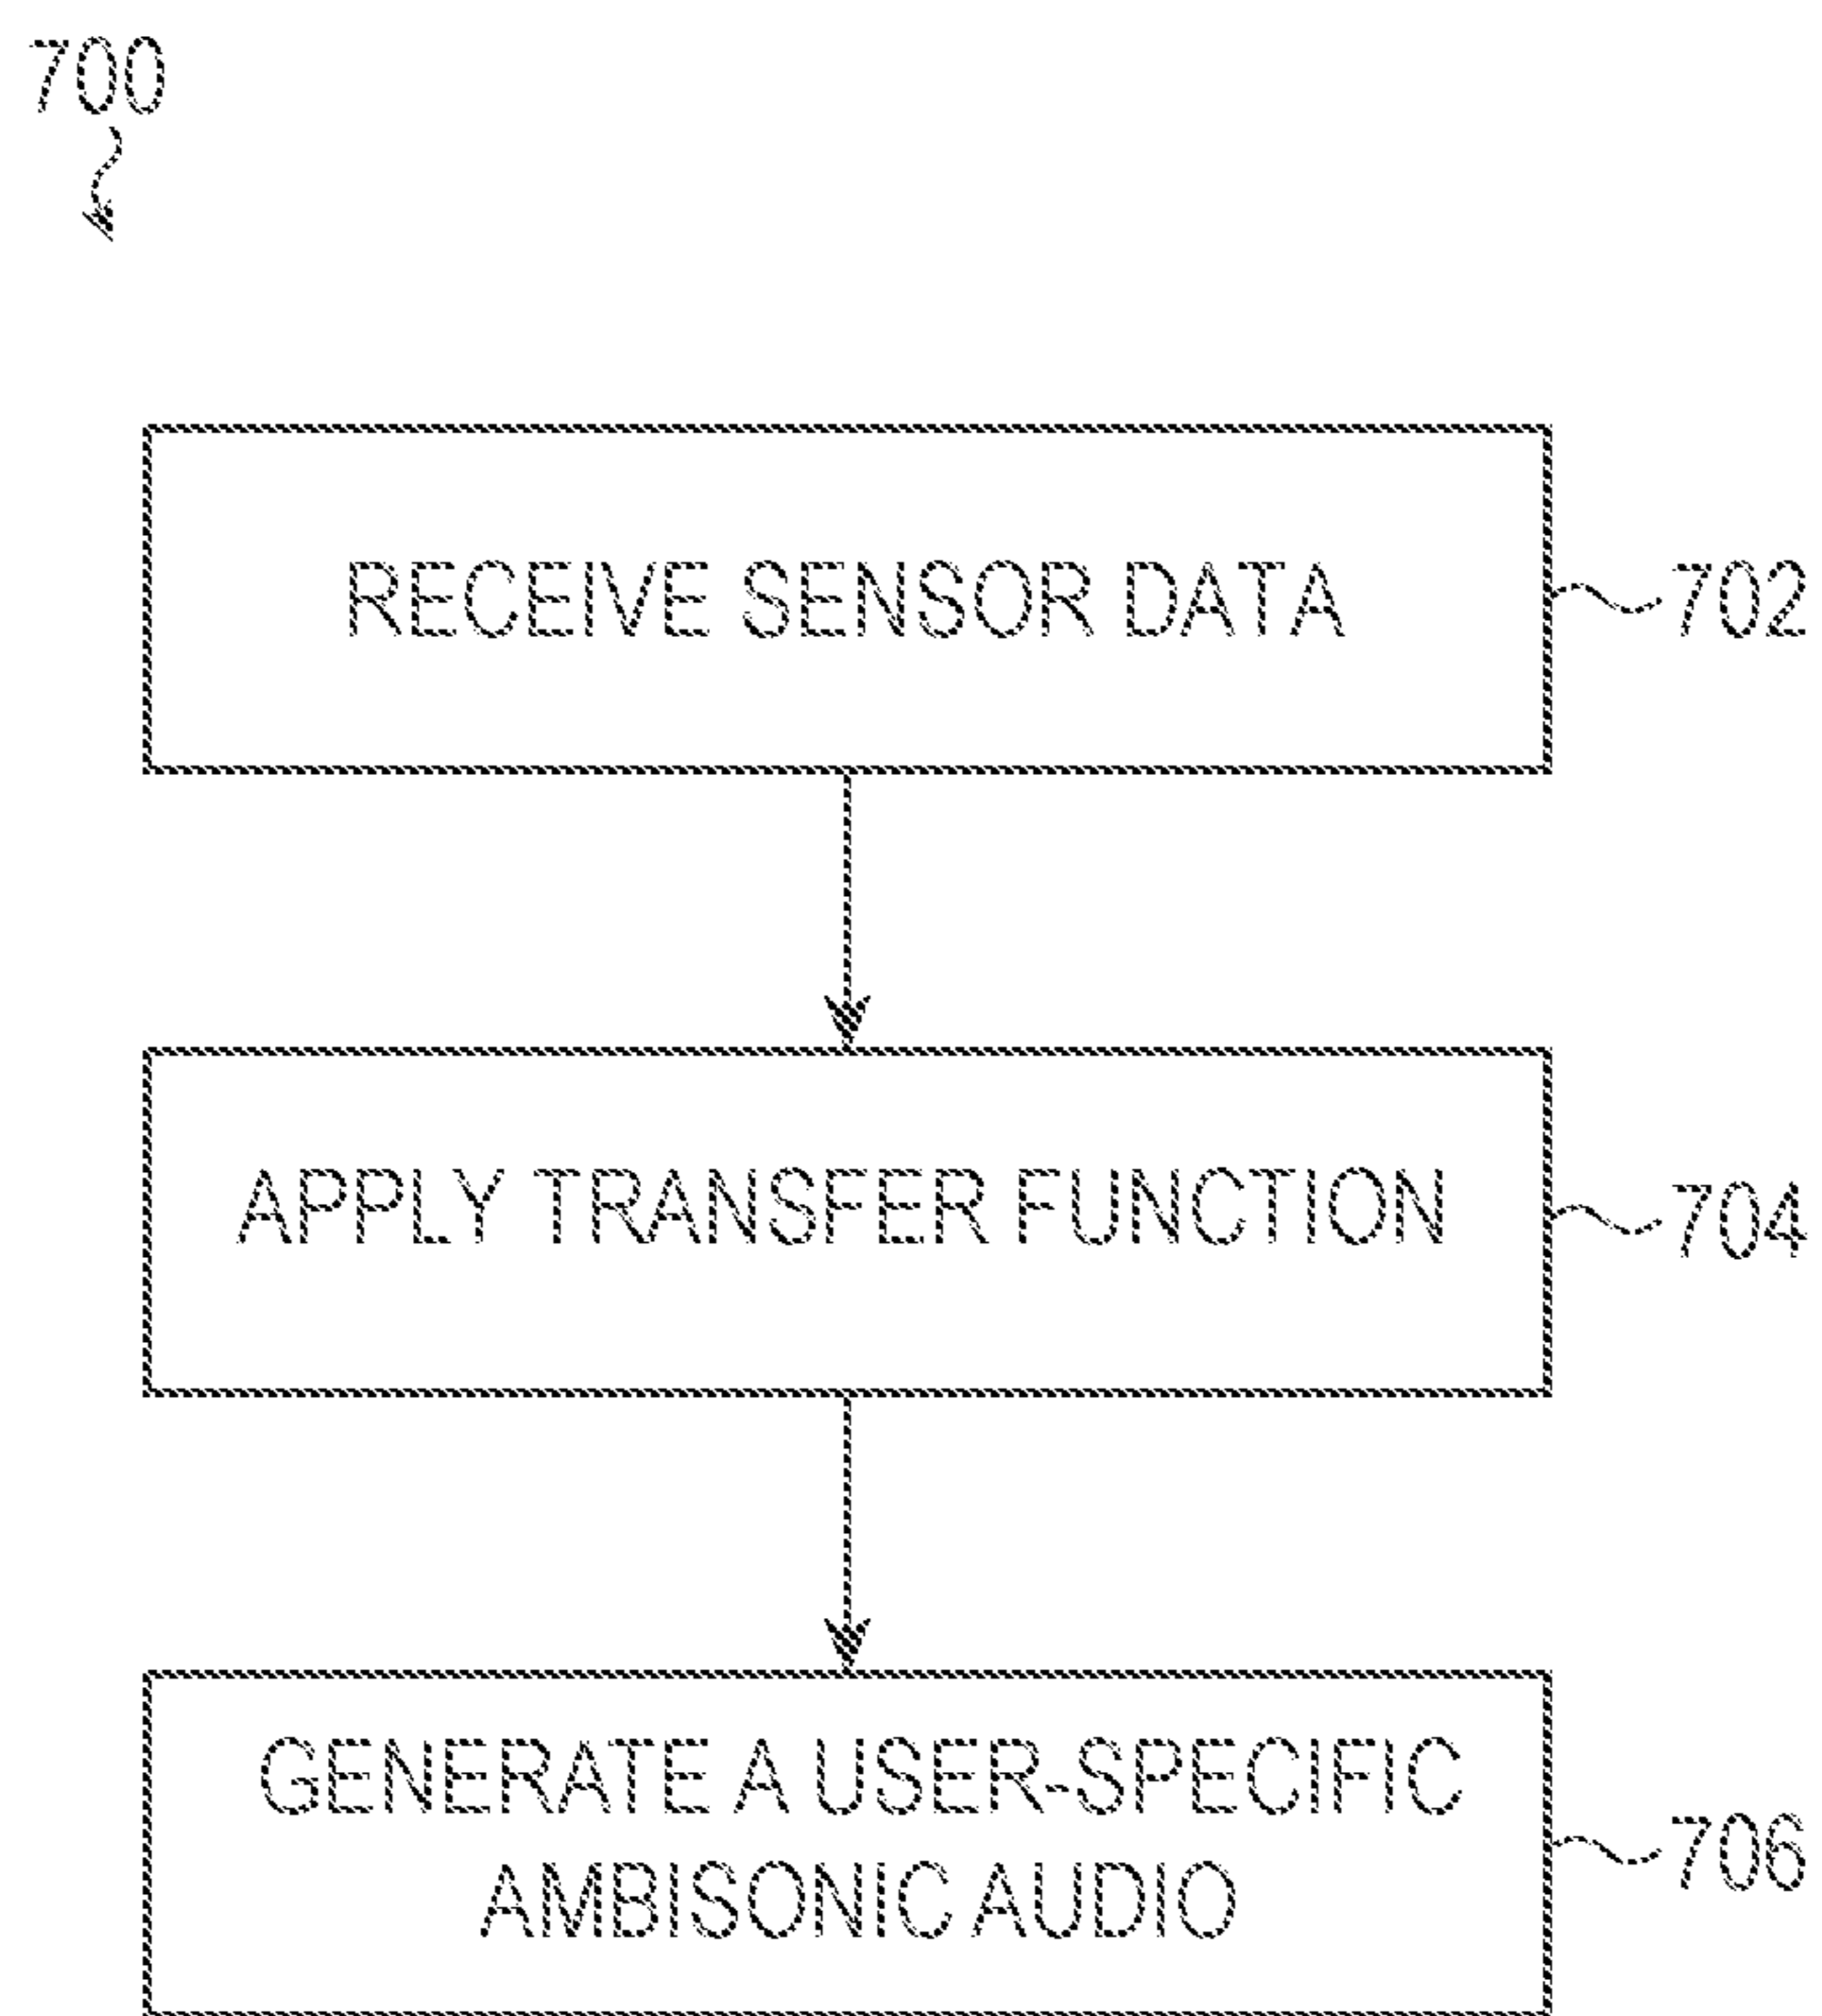 700
RECEIVE SENSOR DATA
702
APPLY TRANSFER FUNCTION
704
GENERATE A USER-SPECIFIC
AMBISONIC AUDIO
706